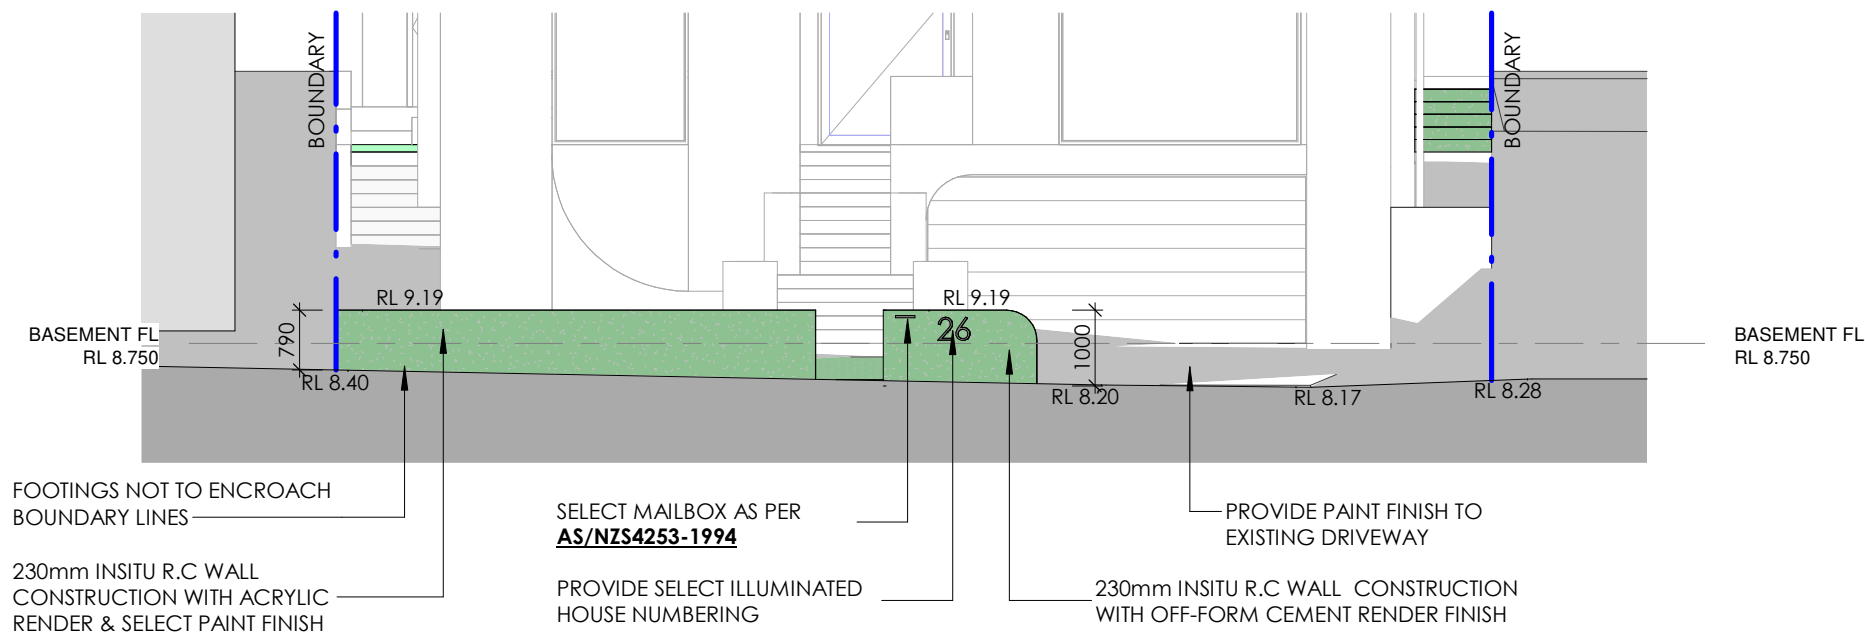 BOUNDARY
BOUNDARY
RL 9.19
RL 9.19
26
BASEMENT FL
RL 8.750
790
1000
BASEMENT FL
RL 8.750
RL 8.40
RL 8.20
RL 8.17
RL 8.28
FOOTINGS NOT TO ENCROACH
BOUNDARY LINES
230mm INSITU R.C WALL
CONSTRUCTION WITH ACRYLIC
RENDER & SELECT PAINT FINISH
SELECT MAILBOX AS PER
AS/NZS4253-1994
PROVIDE SELECT ILLUMINATED
HOUSE NUMBERING
PROVIDE PAINT FINISH TO
EXISTING DRIVEWAY
230mm INSITU R.C WALL CONSTRUCTION
WITH OFF-FORM CEMENT RENDER FINISH